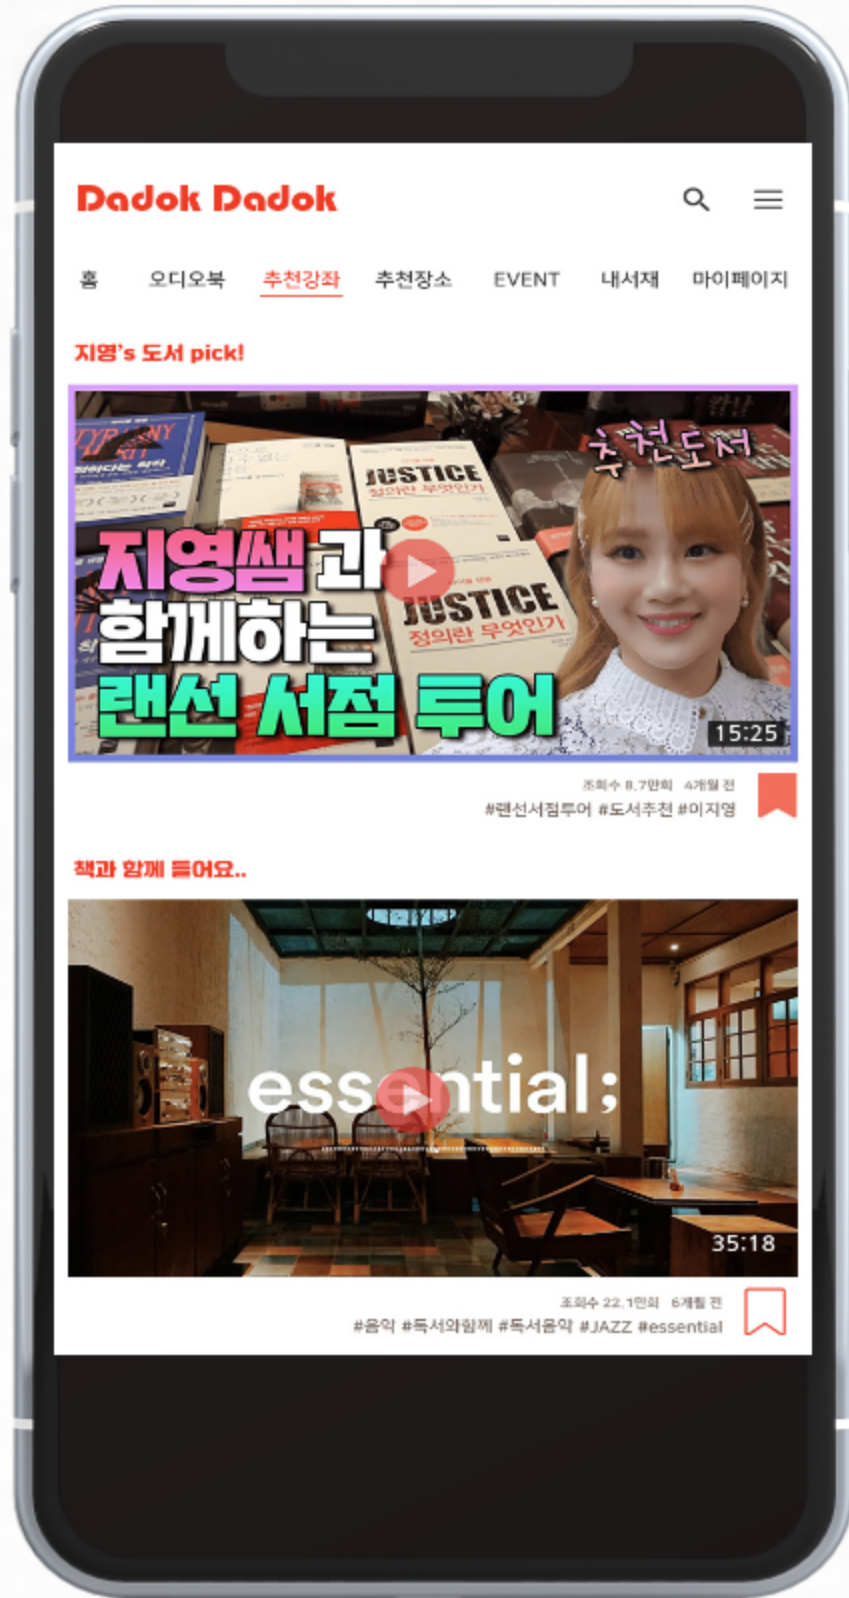 Dadok Dadok
홈 오디오북 추천강좌 추천장소 EVENT 내서재 마이페이지
지영's 도서 pick!
추천도서
JUSTICE
정의란 무엇인가
지영쌤과
JUSTICE
정의란 무엇인가
함께하는
랜선 서점 투어
15:25
조회수 8.7만회 4개월 전
#랜선서점투어 #도서추천 #이지영
책과 함께 들어요..
essential;
35:18
조회수 22.1만회 6개월 전
#음악 #독서와함께 #독서음악 #JAZZ #essential